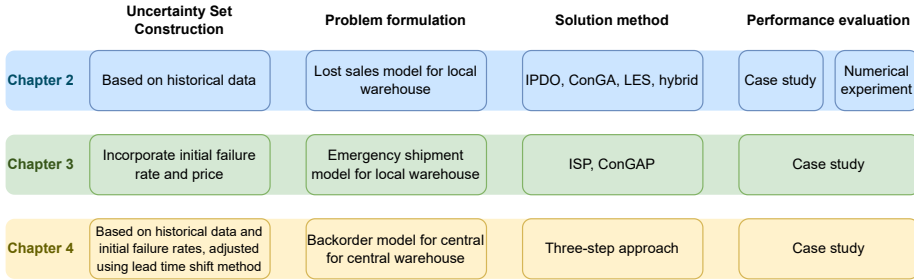 Uncertainty Set
Construction
Problem formulation
Solution method
Performance evaluation
Chapter 2
Based on historical data
Lost sales model for local
warehouse
IPDO, ConGA, LES, hybrid
Case study
Numerical
experiment
Chapter 3
Incorporate initial failure
rate and price
Emergency shipment
model for local warehouse
ISP, ConGAP
Case study
Chapter 4
Based on historical data and
initial failure rates, adjusted
using lead time shift method
Backorder model for central
for central warehouse
Three-step approach
Case study